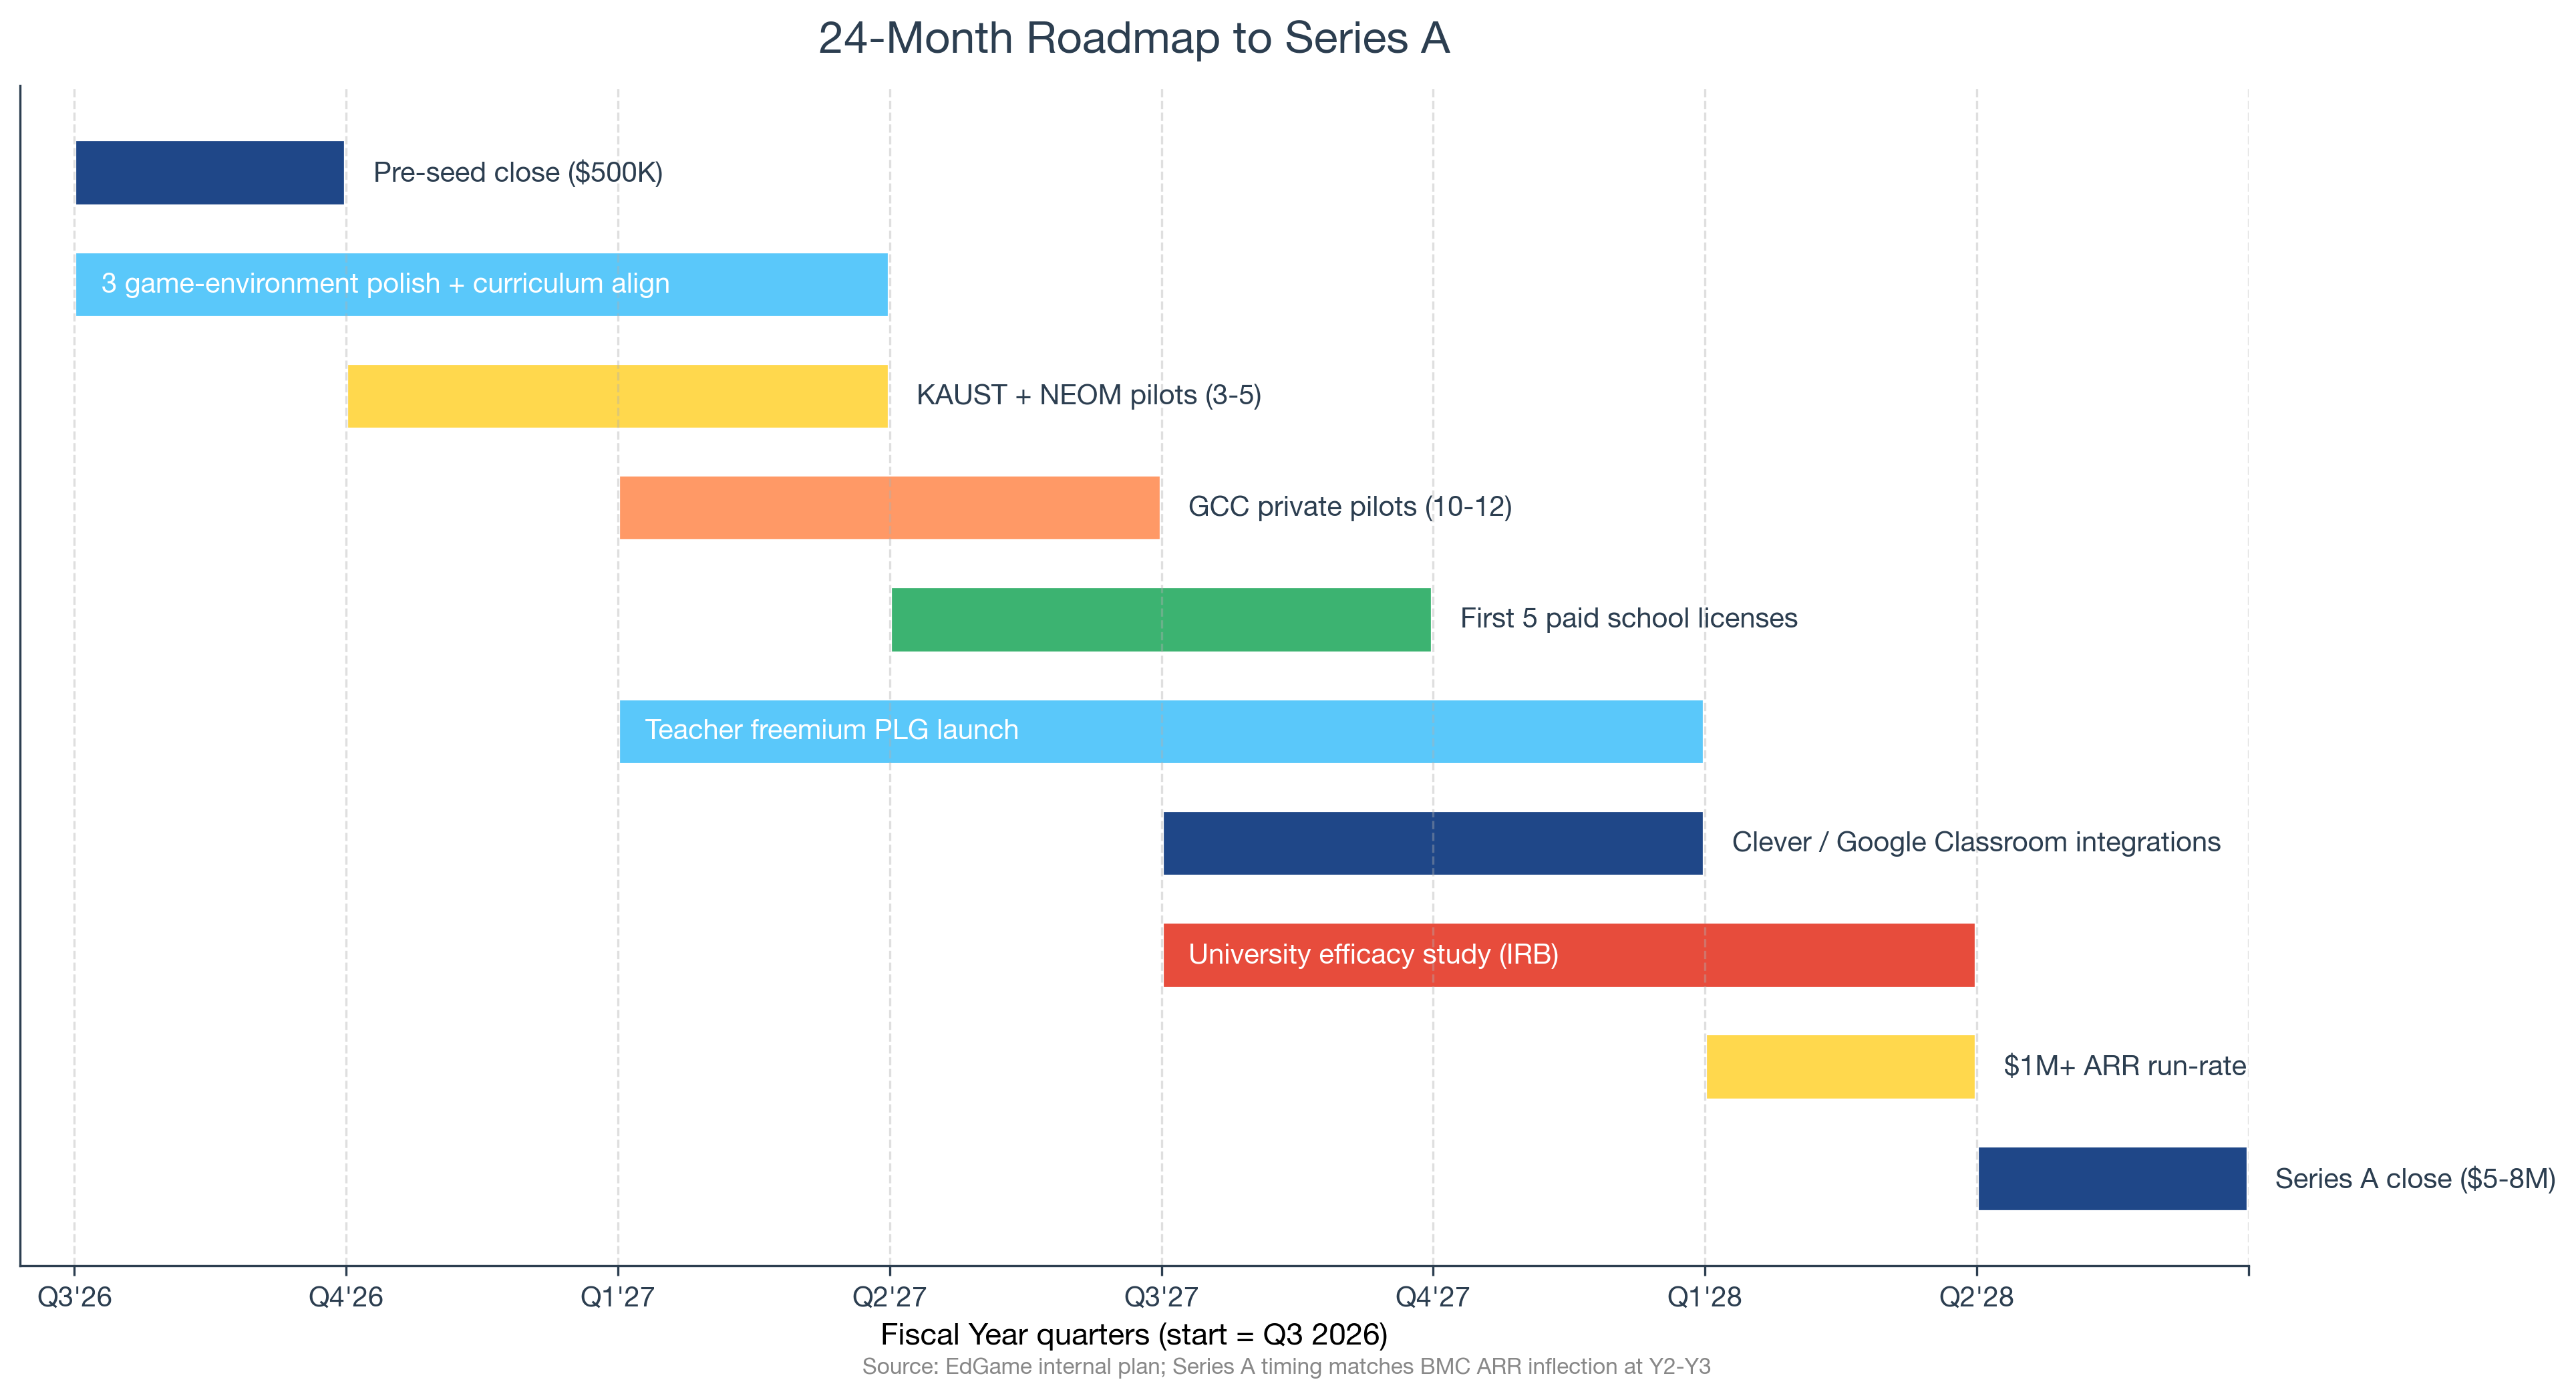 24-Month Roadmap to Series A
Pre-seed close ($500K)
3 game-environment polish + curriculum align
KAUST + NEOM pilots (3-5)
GCC private pilots (10-12)
First 5 paid school licenses
Teacher freemium PLG launch
Clever / Google Classroom integrations
University efficacy study (IRB)
$1M+ ARR run-rate
Series A close ($5-8M)
Q3'26 Q4'26 Q1'27 Q2'27 Q3'27 Q4'27 Q1'28 Q2'28
Fiscal Year quarters (start = Q3 2026)
Source: EdGame internal plan; Series A timing matches BMC ARR inflection at Y2-Y3